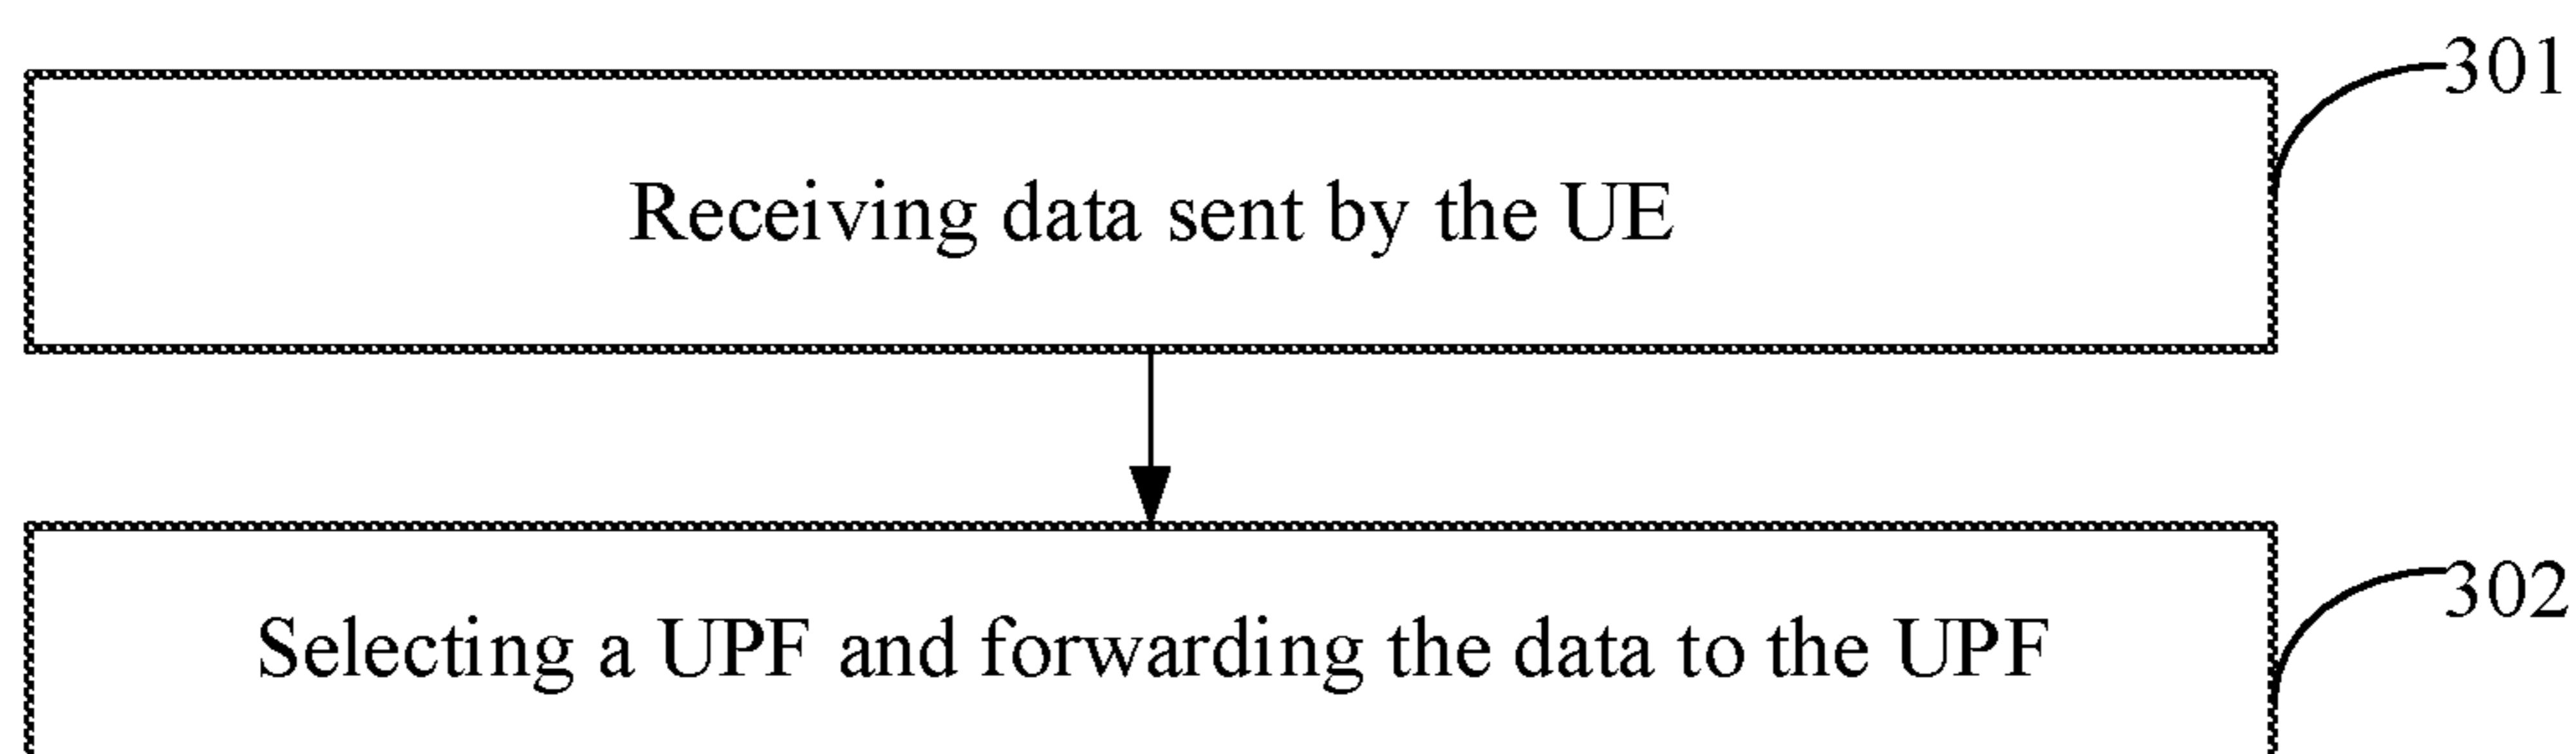 301
Receiving data sent by the UE
302
Selecting a UPF and forwarding the data to the UPF